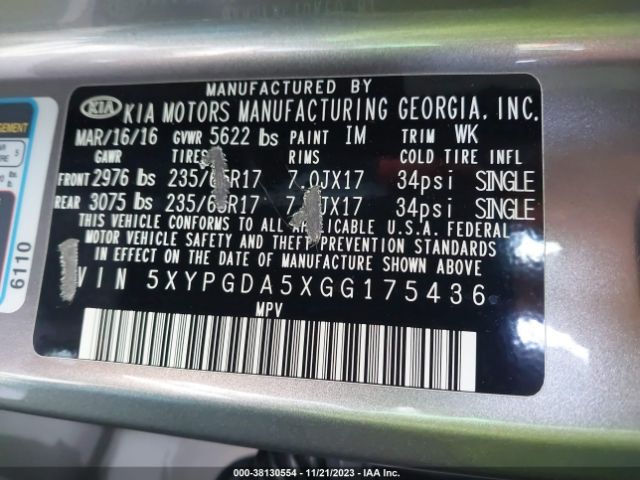 MANUFACTURED BY
KIA KIA MOTORS MANUFACTURING GEORGIA, INC.
MAR/16/16 GVWR 5622 lbs PAINT IM TRIM WK
GAWR TIRES RIMS COLD TIRE INFL
FRONT 2976 lbs 235/65R17 7.0JX17 34psi SINGLE
REAR 3075 lbs 235/65R17 7.0JX17 34psi SINGLE
THIS VEHICLE CONFORMS TO ALL APPLICABLE U.S.A. FEDERAL
MOTOR VEHICLE SAFETY AND THEFT PREVENTION STANDARDS
IN EFFECT ON THE DATE OF MANUFACTURE SHOWN ABOVE
VIN 5XYPGDA5XGG175436
MPV
6110
000-38130554 - 11/21/2023 - IAA Inc.